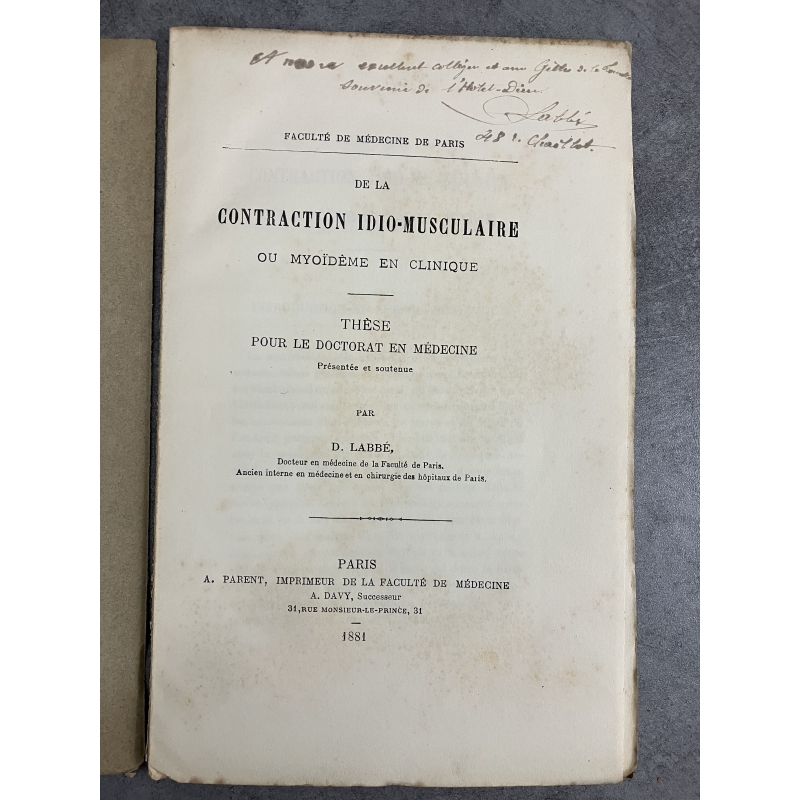 excellent collègue et ami Gilles de la
souvenir de l'Hotel-Dieu
Labbé
48 r. Chaillot.
FACULTÉ DE MÉDECINE DE PARIS
DE LA
CONTRACTION IDIO-MUSCULAIRE
OU MYOÏDÈME EN CLINIQUE
THÈSE
POUR LE DOCTORAT EN MÉDECINE
Présentée et soutenue
PAR
D. LABBÉ,
Docteur en médecine de la Faculté de Paris,
Ancien interne en médecine et en chirurgie des hôpitaux de Paris.
PARIS
A. PARENT, IMPRIMEUR DE LA FACULTÉ DE MÉDECINE
A. DAVY, Successeur
31, RUE MONSIEUR-LE-PRINCE, 31
1881